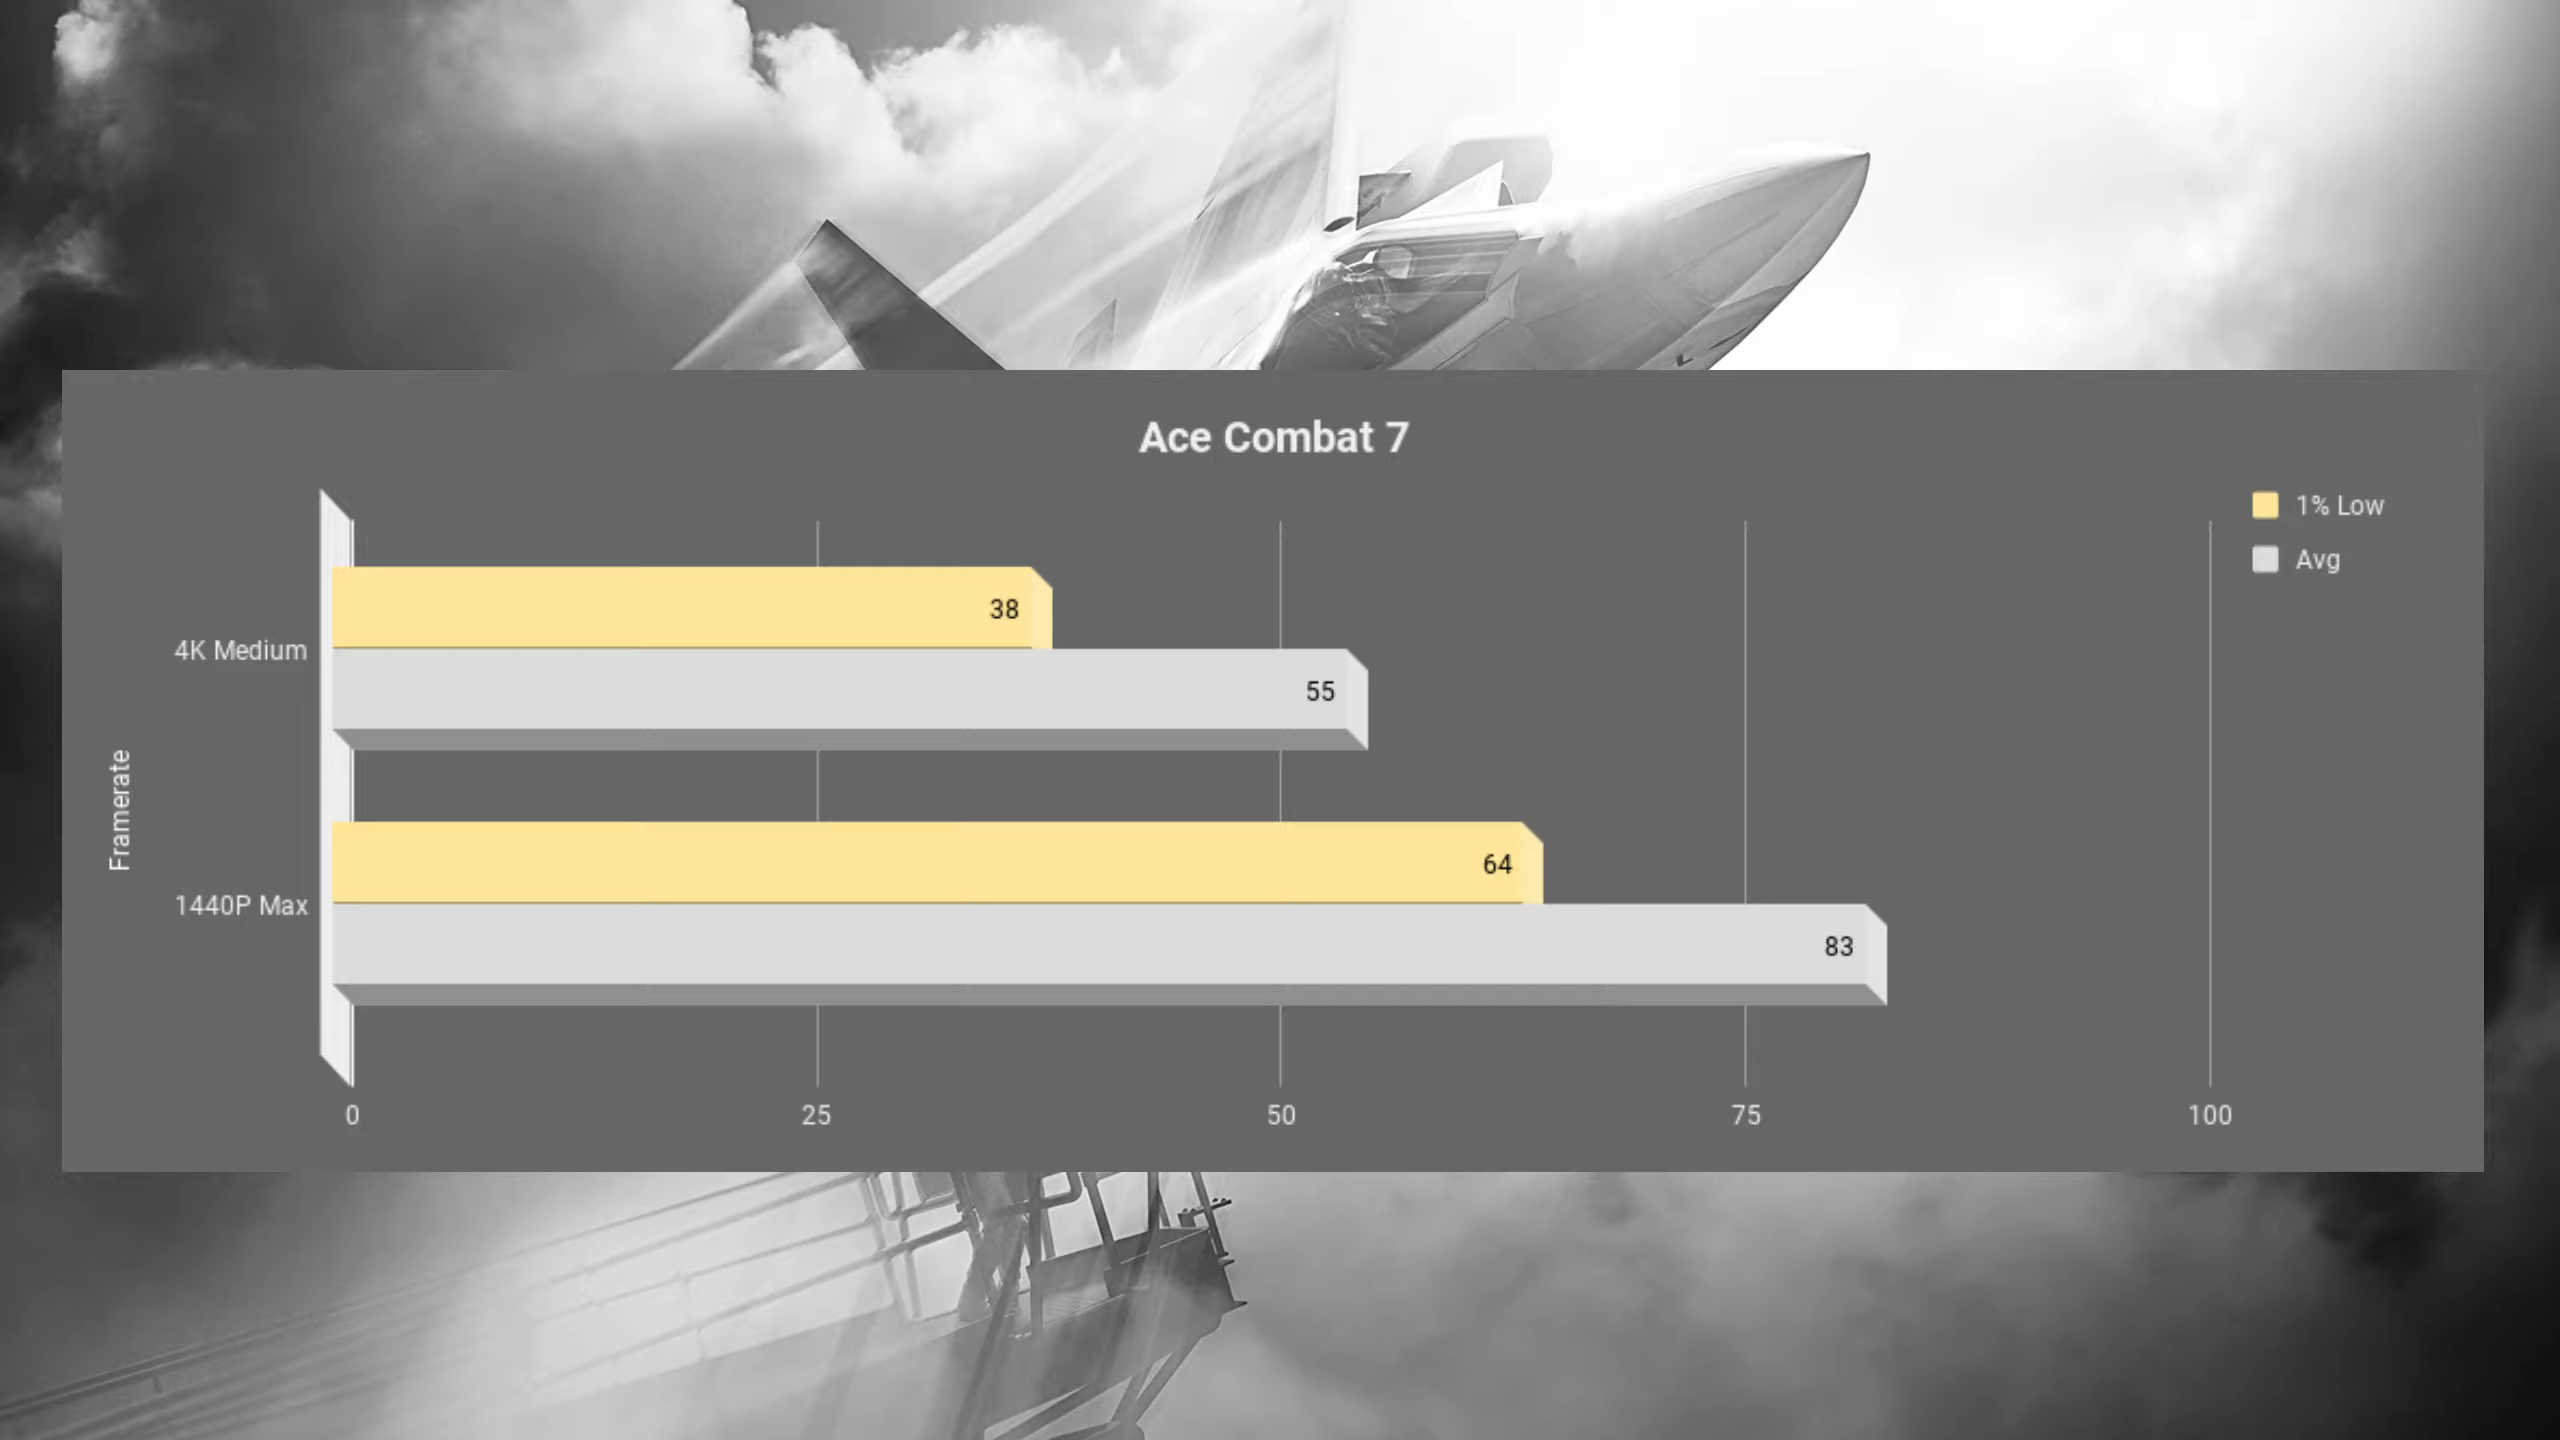 Ace Combat 7
1% Low
Avg
38
4K Medium
55
Framerate
64
1440P Max
83
0 25 50 75 100